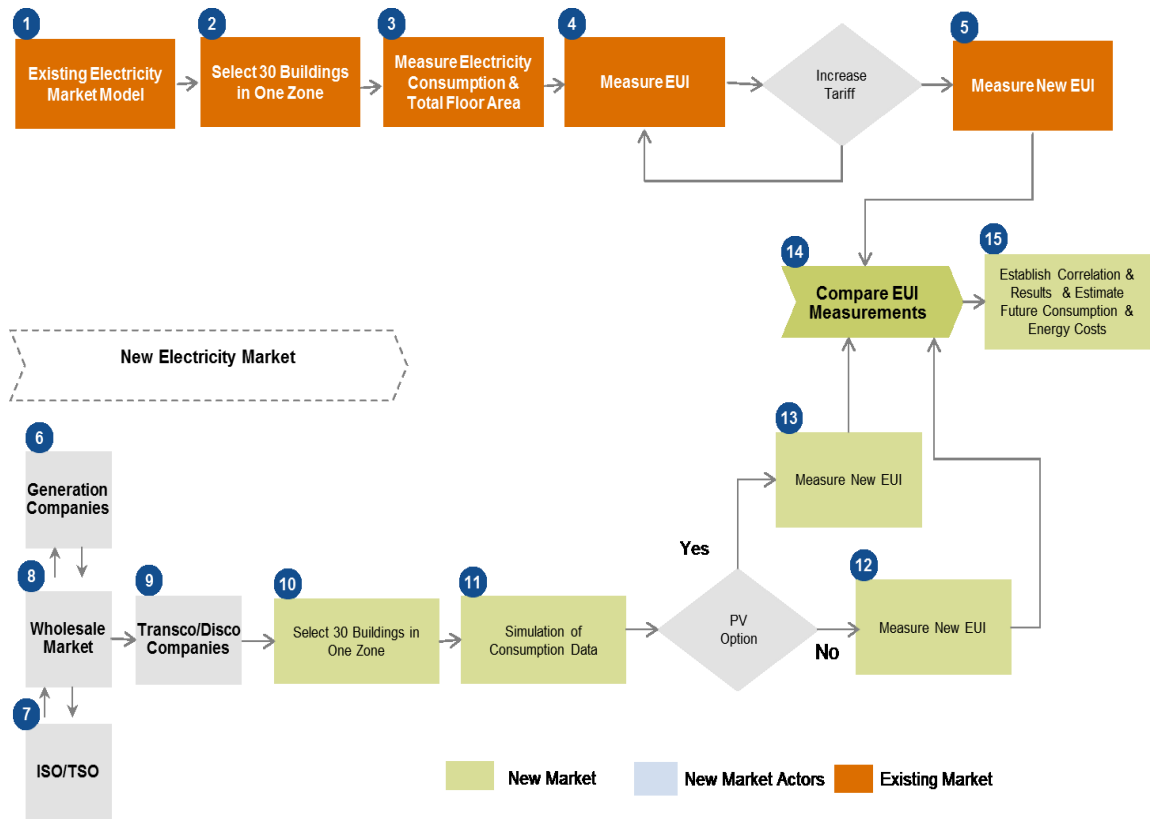 1
Existing Electricity
Market Model
2
Select 30 Buildings
in One Zone
3
Measure Electricity
Consumption &
Total Floor Area
4
Measure EUI
Increase
Tariff
5
Measure New EUI
14
Compare EUI
Measurements
15
Establish Correlation &
Results & Estimate
Future Consumption &
Energy Costs
New Electricity Market
6
Generation
Companies
8
Wholesale
Market
7
ISO/TSO
9
Transco/Disco
Companies
10
Select 30 Buildings in
One Zone
11
Simulation of
Consumption Data
PV
Option
Yes
No
13
Measure New EUI
12
Measure New EUI
New Market
New Market Actors
Existing Market